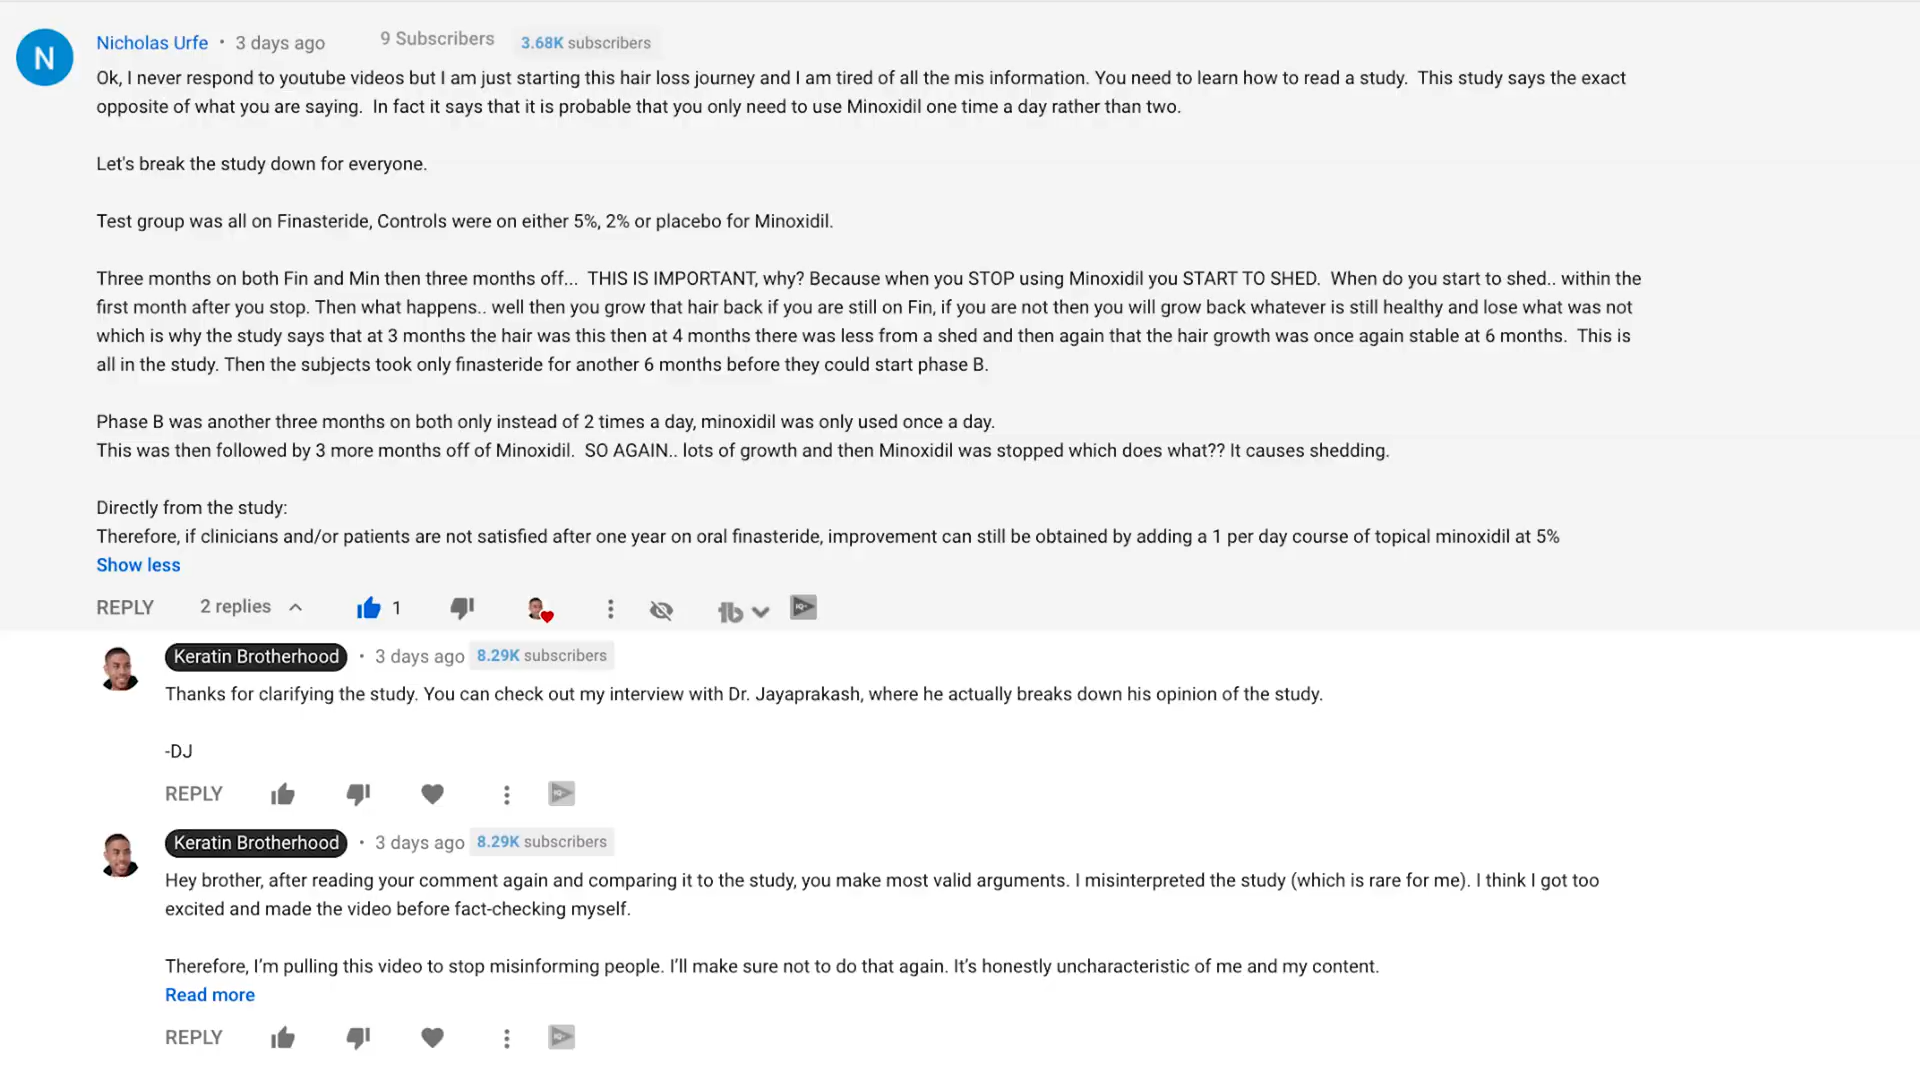 N
Nicholas Urfe • 3 days ago 9 Subscribers 3.68K subscribers
Ok, I never respond to youtube videos but I am just starting this hair loss journey and I am tired of all the mis information. You need to learn how to read a study.  This study says the exact
opposite of what you are saying.  In fact it says that it is probable that you only need to use Minoxidil one time a day rather than two.
Let's break the study down for everyone.
Test group was all on Finasteride, Controls were on either 5%, 2% or placebo for Minoxidil.
Three months on both Fin and Min then three months off...  THIS IS IMPORTANT, why? Because when you STOP using Minoxidil you START TO SHED.  When do you start to shed.. within the
first month after you stop. Then what happens.. well then you grow that hair back if you are still on Fin, if you are not then you will grow back whatever is still healthy and lose what was not
which is why the study says that at 3 months the hair was this then at 4 months there was less from a shed and then again that the hair growth was once again stable at 6 months.  This is
all in the study. Then the subjects took only finasteride for another 6 months before they could start phase B.
Phase B was another three months on both only instead of 2 times a day, minoxidil was only used once a day.
This was then followed by 3 more months off of Minoxidil.  SO AGAIN.. lots of growth and then Minoxidil was stopped which does what?? It causes shedding.
Directly from the study:
Therefore, if clinicians and/or patients are not satisfied after one year on oral finasteride, improvement can still be obtained by adding a 1 per day course of topical minoxidil at 5%
Show less
REPLY 2 replies 1 tb
Keratin Brotherhood • 3 days ago 8.29K subscribers
Thanks for clarifying the study. You can check out my interview with Dr. Jayaprakash, where he actually breaks down his opinion of the study.
-DJ
REPLY
Keratin Brotherhood • 3 days ago 8.29K subscribers
Hey brother, after reading your comment again and comparing it to the study, you make most valid arguments. I misinterpreted the study (which is rare for me). I think I got too
excited and made the video before fact-checking myself.
Therefore, I’m pulling this video to stop misinforming people. I’ll make sure not to do that again. It’s honestly uncharacteristic of me and my content.
Read more
REPLY